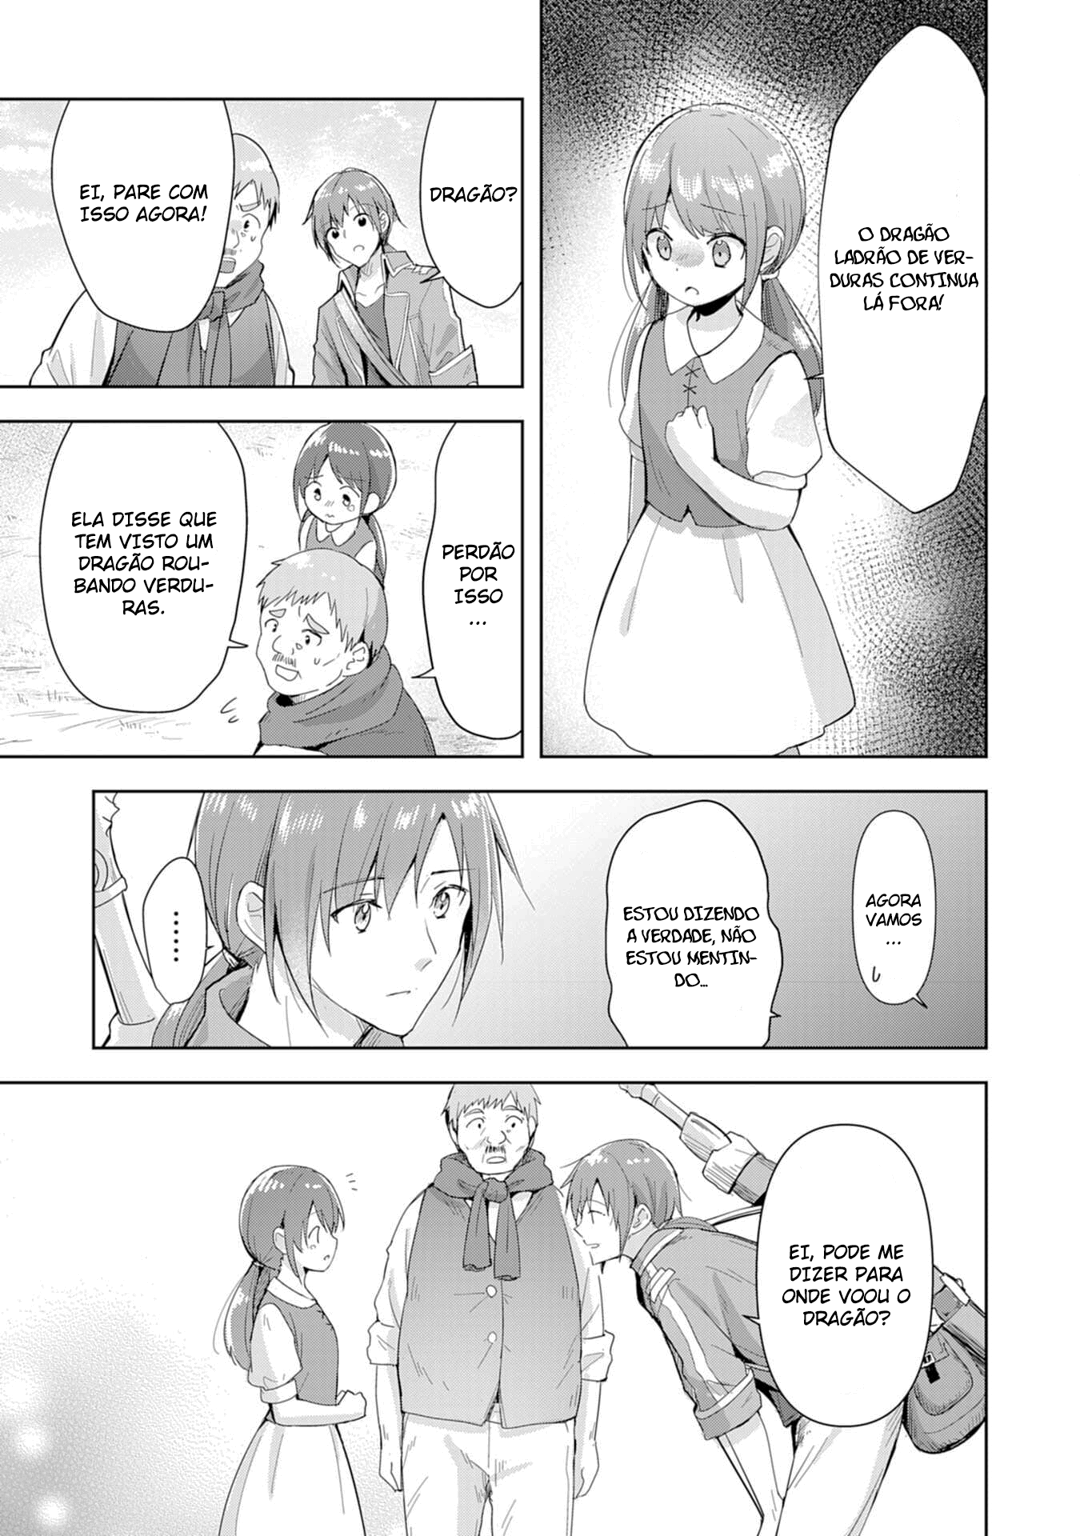 O DRAGÃO
LADRÃO DE VER-
DURAS CONTINUA
LÁ FORA!
DRAGÃO?
EI, PARE COM
ISSO AGORA!
PERDÃO
POR
ISSO
...
ELA DISSE QUE
TEM VISTO UM
DRAGÃO ROU-
BANDO VERDU-
RAS.
AGORA
VAMOS
...
ESTOU DIZENDO
A VERDADE, NÃO
ESTOU MENTIN-
DO...
......
EI, PODE ME
DIZER PARA
ONDE VOOU O
DRAGÃO?